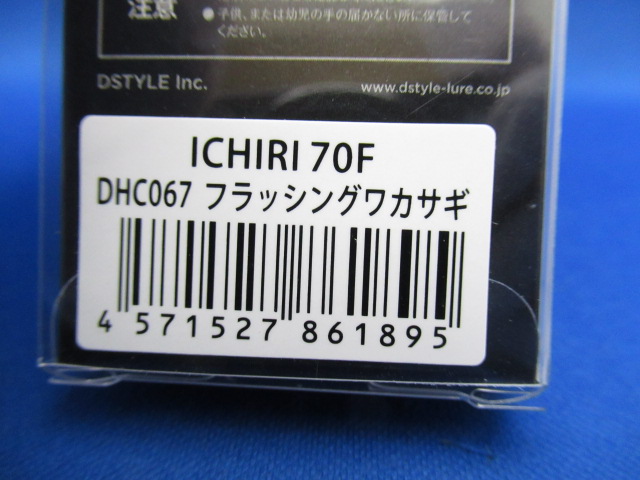 注意
●子供、または幼児の手の届かない所に保管して
ください。
DSTYLE Inc.
www.dstyle-lure.co.jp
ICHIRI 70F
DHC067 フラッシングワカサギ
4 571527 861895